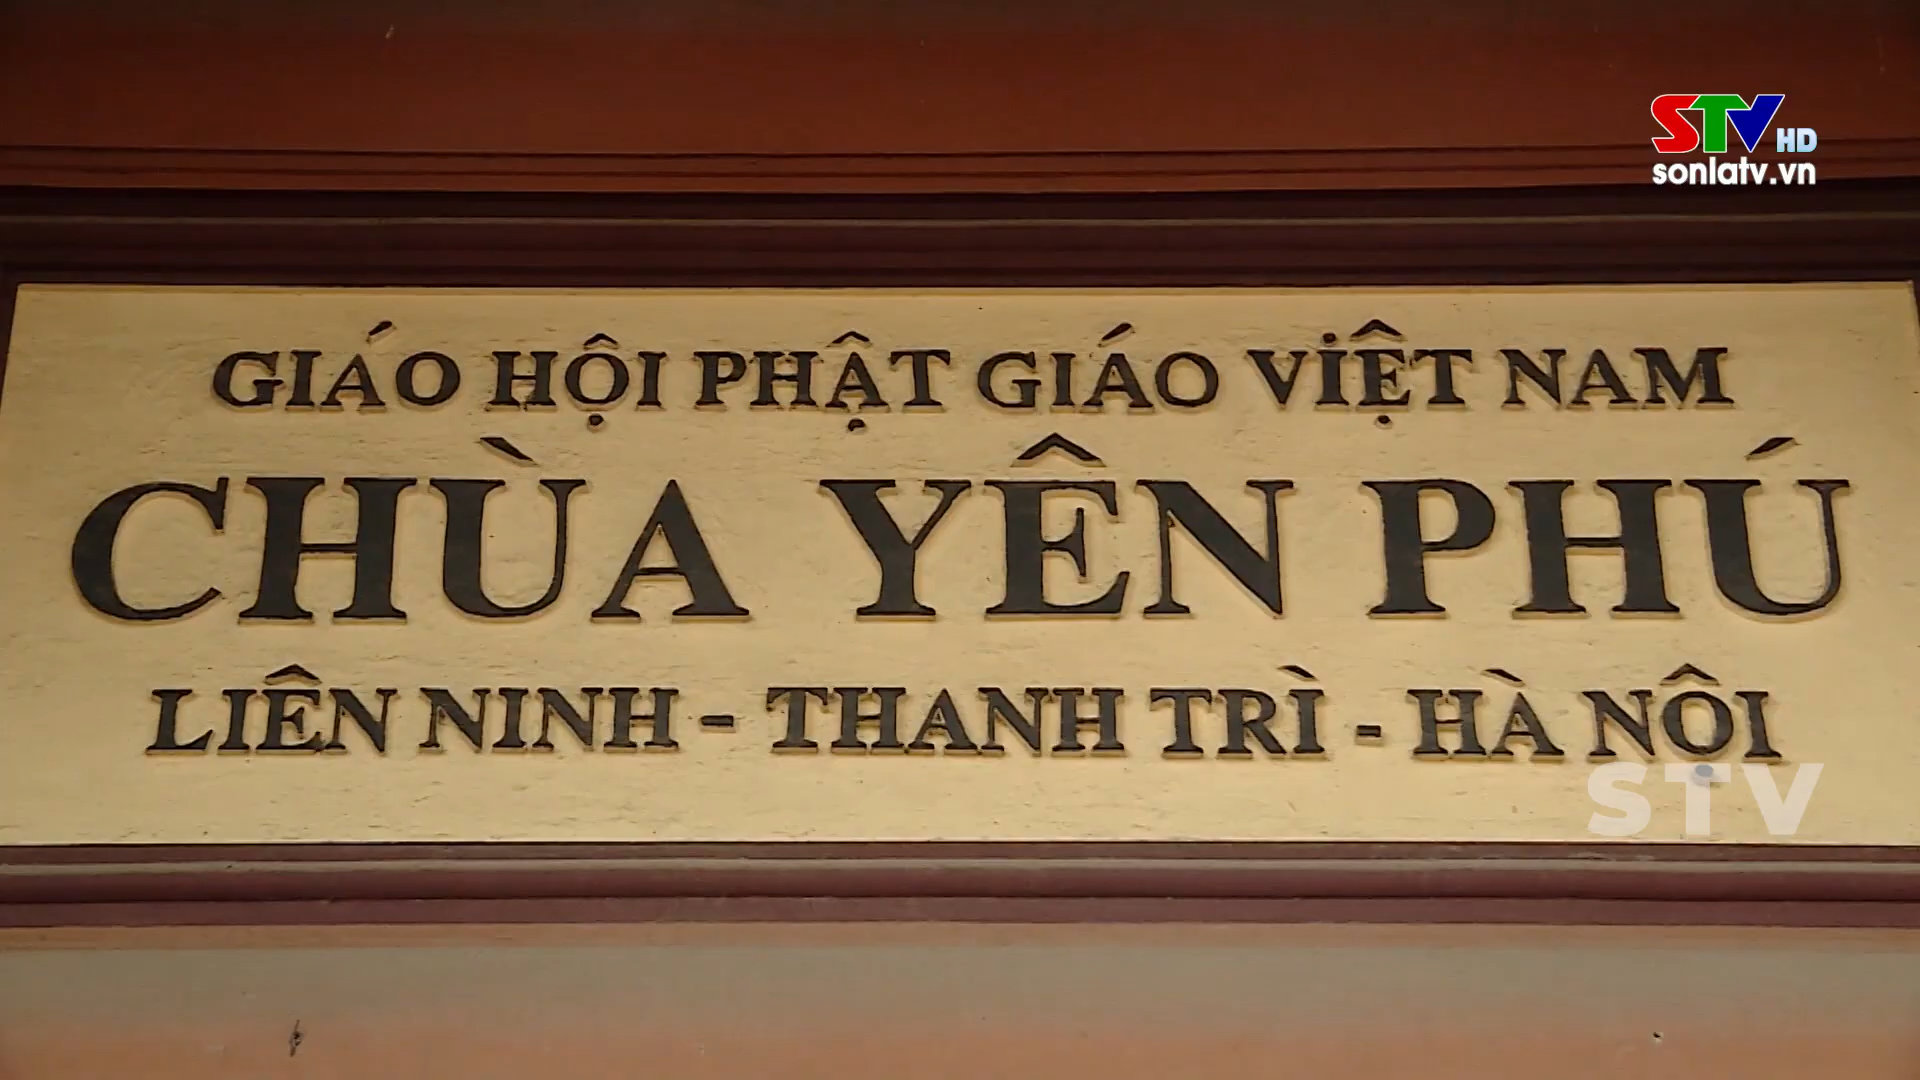 STV HD
sonlatv.vn
GIÁO HỘI PHẬT GIÁO VIỆT NAM
CHÙA YÊN PHÚ
LIÊN NINH - THANH TRÌ - HÀ NỘI
STV